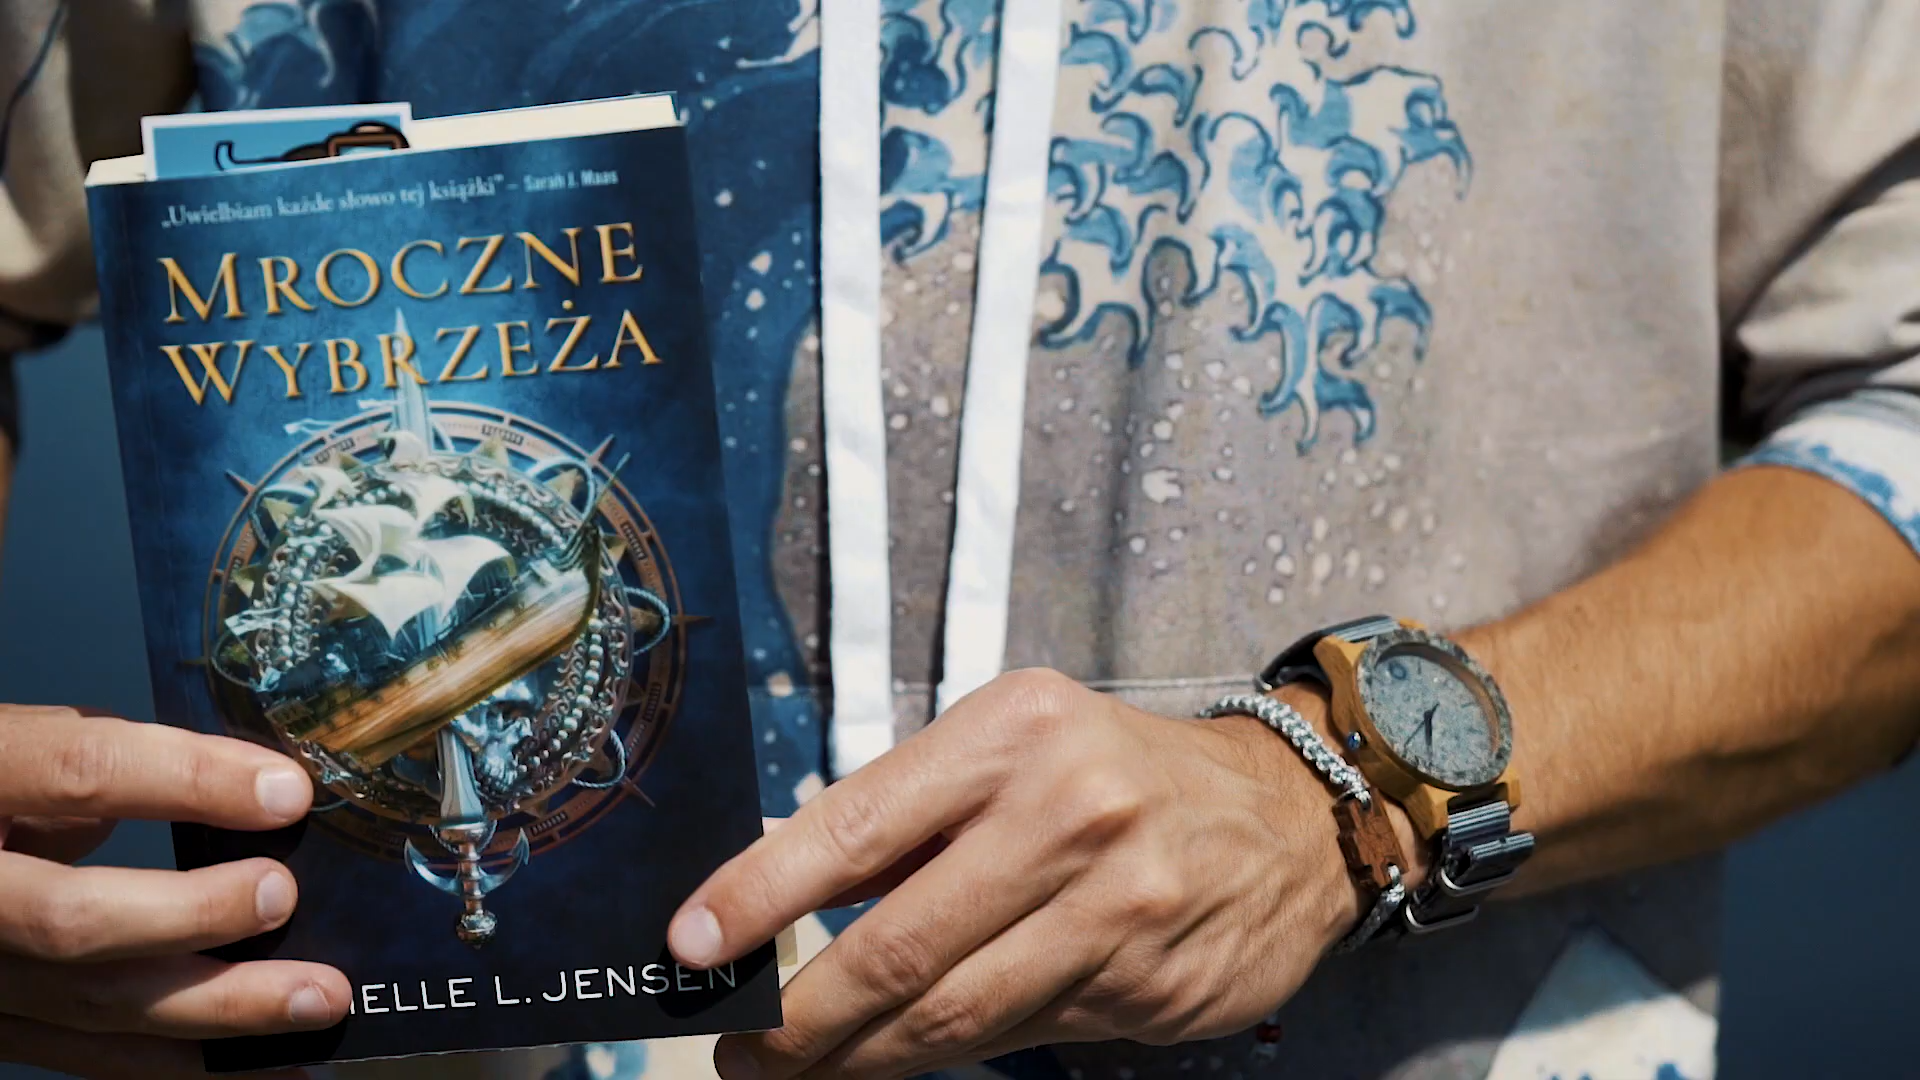 „Uwielbiam każde słowo tej książki” – Sarah J. Maas
MROCZNE
WYBRZEŻA
IELLE L. JENSEN